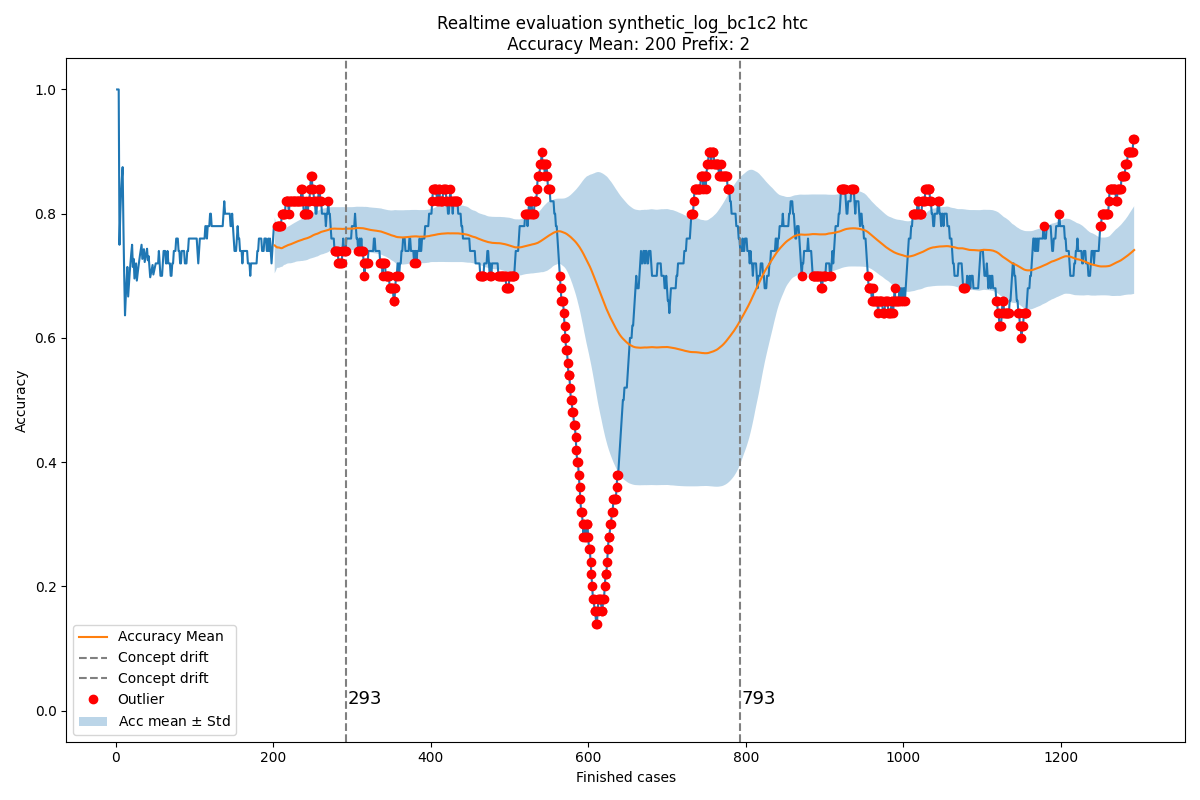 Realtime evaluation synthetic_log_bc1c2 htc
Accuracy Mean: 200 Prefix: 2
Accuracy
1.0
0.8
0.6
0.4
0.2
0.0
Accuracy Mean
Concept drift
Concept drift
Outlier
Acc mean ± Std
293
793
0
200
400
600
800
1000
1200
Finished cases